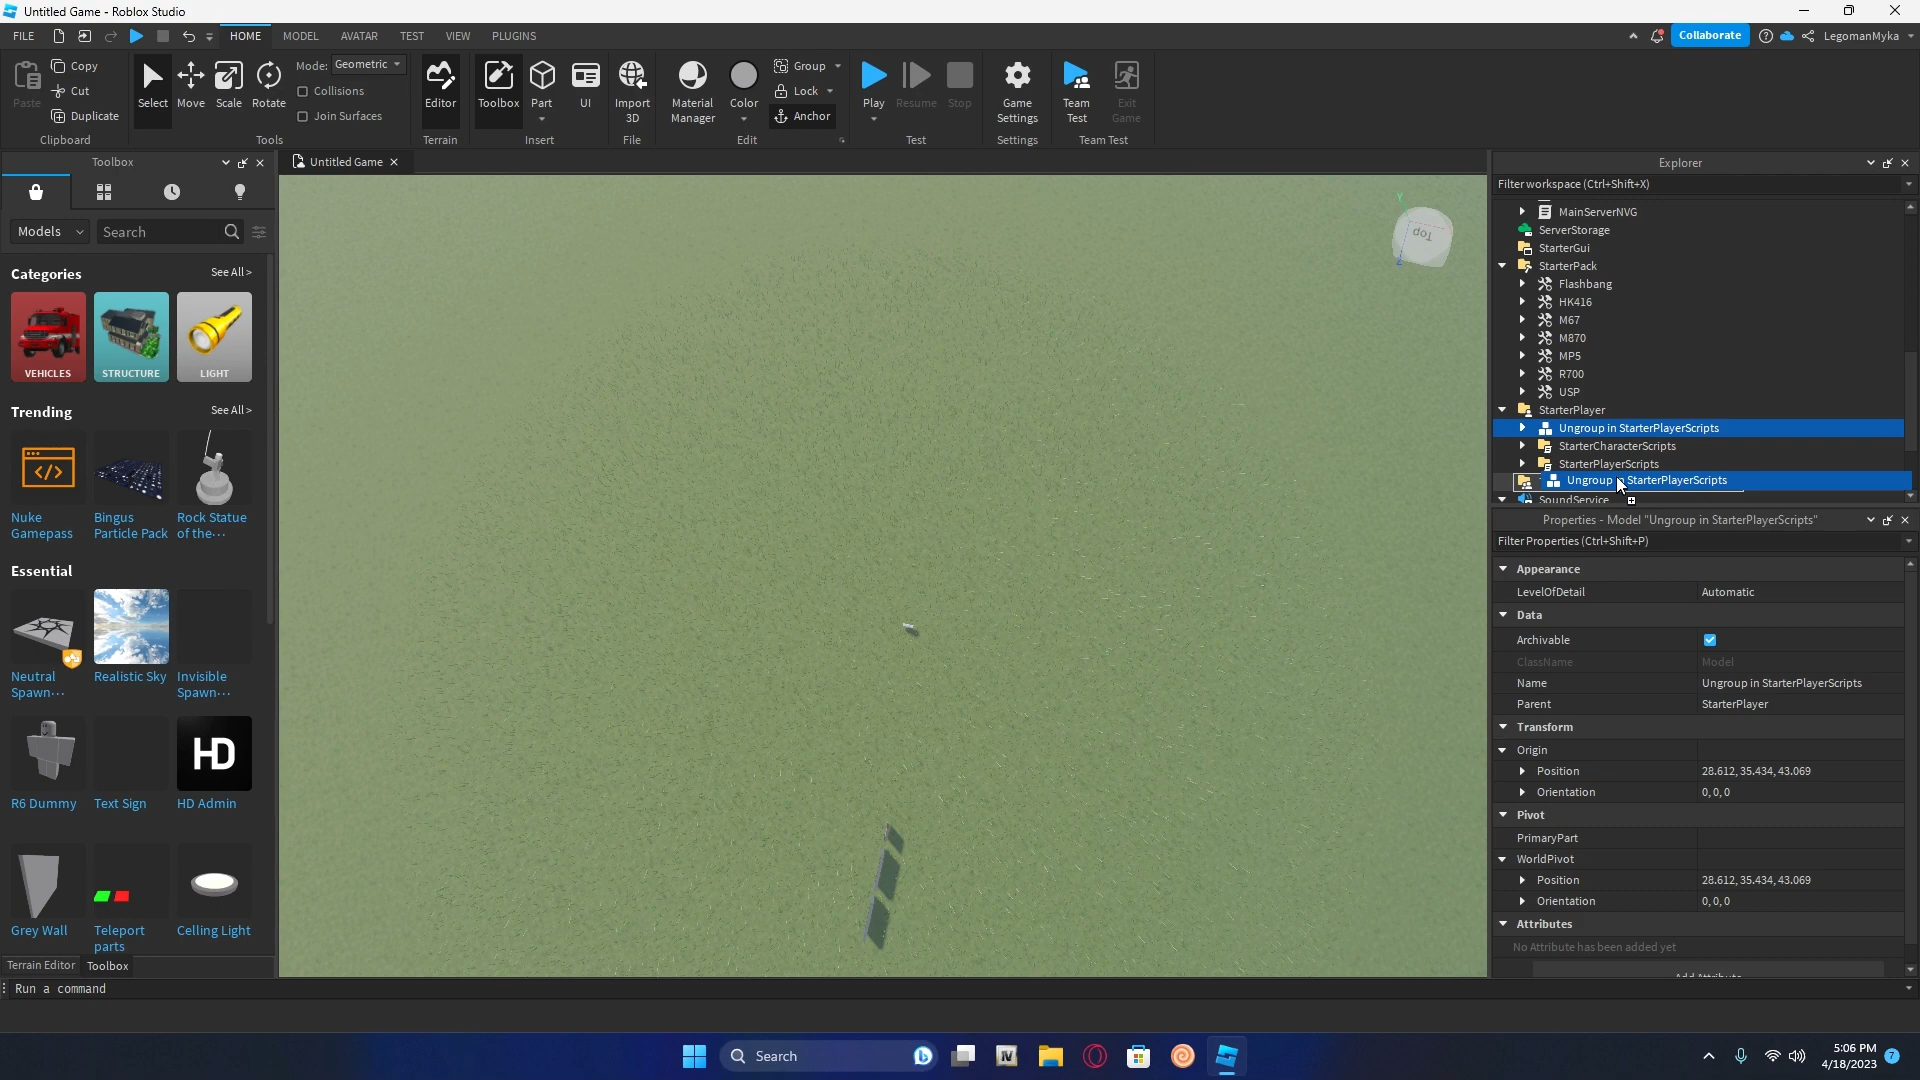 Untitled Game - Roblox Studio
FILE HOME MODEL AVATAR TEST VIEW PLUGINS Collaborate LegomanMyka
Paste Copy Cut Duplicate
Clipboard
Select Move Scale Rotate Mode: Geometric
Collisions
Join Surfaces
Tools
Editor
Terrain
Toolbox Part UI
Insert
Import 3D
File
Material Manager Color Group Lock Anchor
Edit
Play Resume Stop
Test
Game Settings
Settings
Team Test Exit Game
Team Test
Toolbox
Models Search
Categories See All >
VEHICLES STRUCTURE LIGHT
Trending See All >
Nuke Gamepass
Bingus Particle Pack
Rock Statue of the...
Essential
HD
Neutral Spawn...
Realistic Sky
Invisible Spawn...
R6 Dummy Text Sign HD Admin
Grey Wall
Teleport parts
Celling Light
Terrain Editor Toolbox
Untitled Game
Y
Top
Z
Explorer
Filter workspace (Ctrl+Shift+X)
MainServerNVG
ServerStorage
StarterGui
StarterPack
Flashbang
HK416
M67
M870
MP5
R700
USP
StarterPlayer
Ungroup in StarterPlayerScripts
StarterCharacterScripts
StarterPlayerScripts
Ungroup in StarterPlayerScripts
SoundService
Properties - Model "Ungroup in StarterPlayerScripts"
Filter Properties (Ctrl+Shift+P)
Appearance
LevelOfDetail Automatic
Data
Archivable
ClassName Model
Name Ungroup in StarterPlayerScripts
Parent StarterPlayer
Transform
Origin
Position 28.612, 35.434, 43.069
Orientation 0, 0, 0
Pivot
PrimaryPart
WorldPivot
Position 28.612, 35.434, 43.069
Orientation 0, 0, 0
Attributes
No Attribute has been added yet
Add Attribute
Run a command
Search
IV
5:06 PM
4/18/2023 7